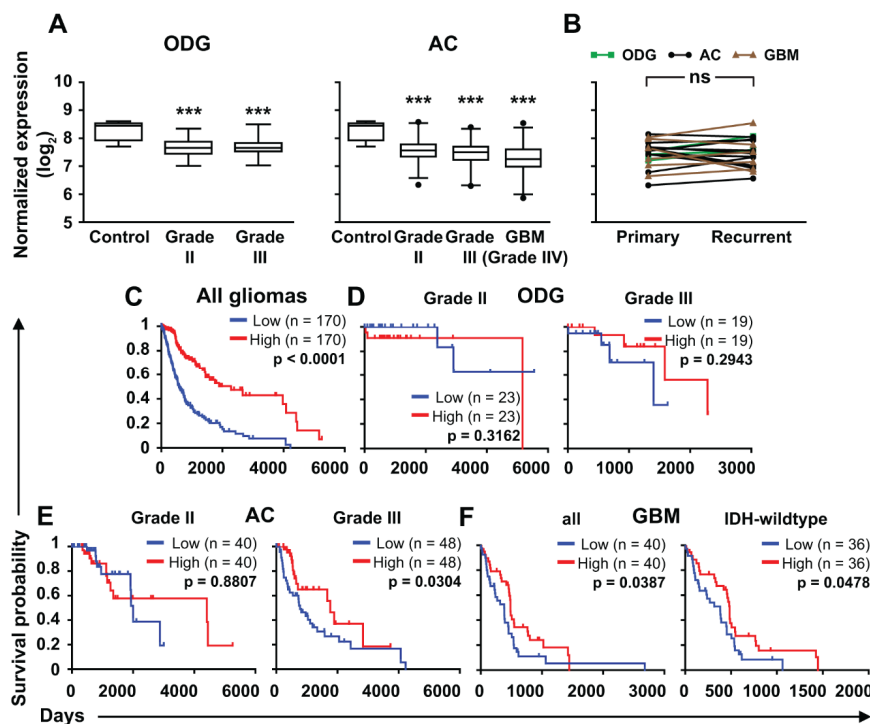 A
ODG
AC
B
ODG AC GBM
ns
Normalized expression
(log2)
10
9
8
7
6
5
*** ***
*** *** ***
Control Grade II Grade III
Control Grade II Grade III GBM (Grade IIV)
Primary Recurrent
C
All gliomas
Low (n = 170)
High (n = 170)
p < 0.0001
1
0.8
0.6
0.4
0.2
0
0 2000 4000 6000
D
ODG
Grade II
Low (n = 23)
High (n = 23)
p = 0.3162
0 2000 4000 6000
Grade III
Low (n = 19)
High (n = 19)
p = 0.2943
0 1000 2000 3000
Survival probability
E
AC
Grade II
Low (n = 40)
High (n = 40)
p = 0.8807
1
0.8
0.6
0.4
0.2
0
0 2000 4000 6000
Grade III
Low (n = 48)
High (n = 48)
p = 0.0304
0 2000 4000 6000
F
GBM
all
Low (n = 40)
High (n = 40)
p = 0.0387
0 1000 2000 3000
IDH-wildtype
Low (n = 36)
High (n = 36)
p = 0.0478
0 500 1000 1500 2000
Days